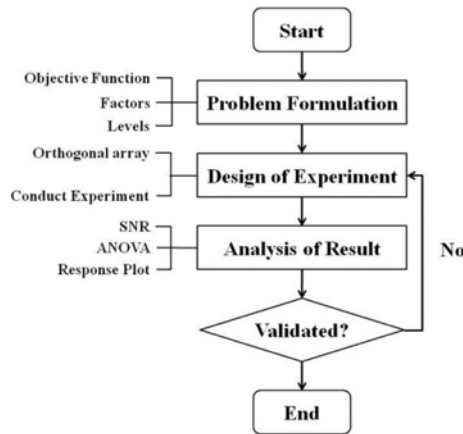 Start
Objective Function
Factors
Levels
Problem Formulation
Orthogonal array
Conduct Experiment
Design of Experiment
SNR
ANOVA
Response Plot
Analysis of Result
No
Validated?
End